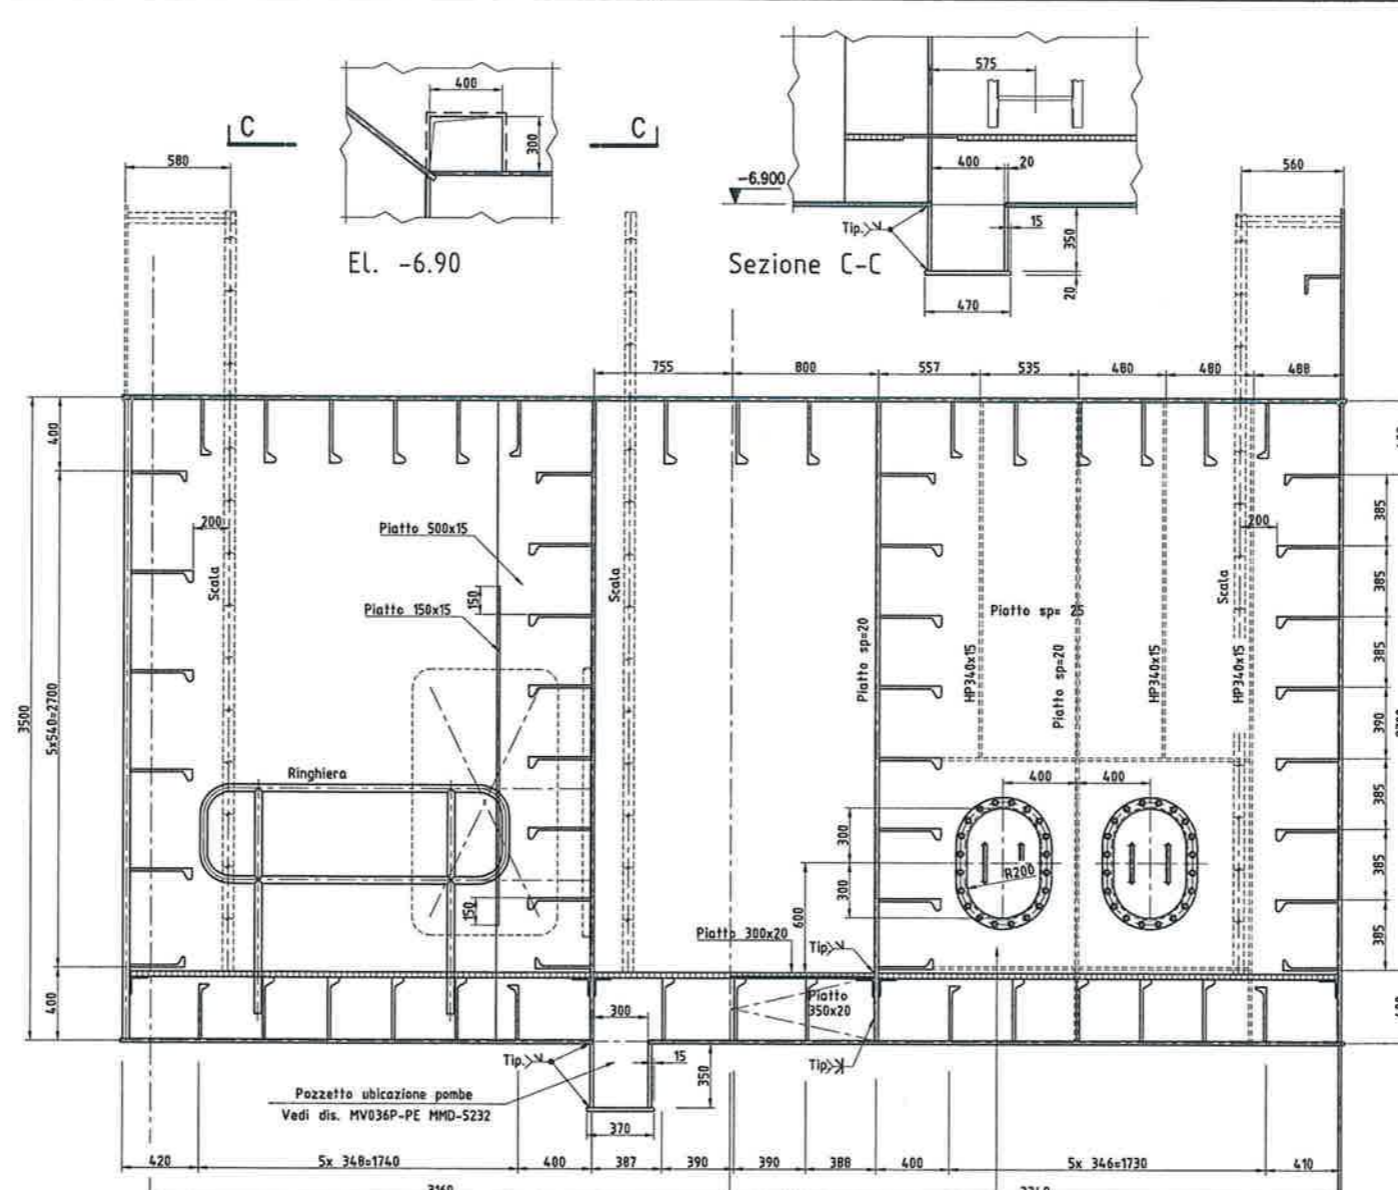 400
300
C
C
El. -6.90
575
400
20
-6.900
Tip.
15
350
20
470
Sezione C-C
580
560
755
800
557
535
480
480
488
400
200
Piatto 500x15
200
385
Scala
Scala
Scala
150
Piatto 150x15
Piatto sp= 25
Piatto sp=20
HP340x15
Piatto sp=20
HP340x15
HP340x15
385
385
385
390
3500
5x540=2700
Ringhiera
400
400
300
R200
300
600
385
385
385
150
Piatto 300x20
Tip
400
300
Piatto
350x20
Tip.
15
350
Tip
Pozzetto ubicazione pombe
Vedi dis. MV036P-PE MMD-S232
370
420
5x 348=1740
400
387
390
390
388
400
5x 346=1730
410